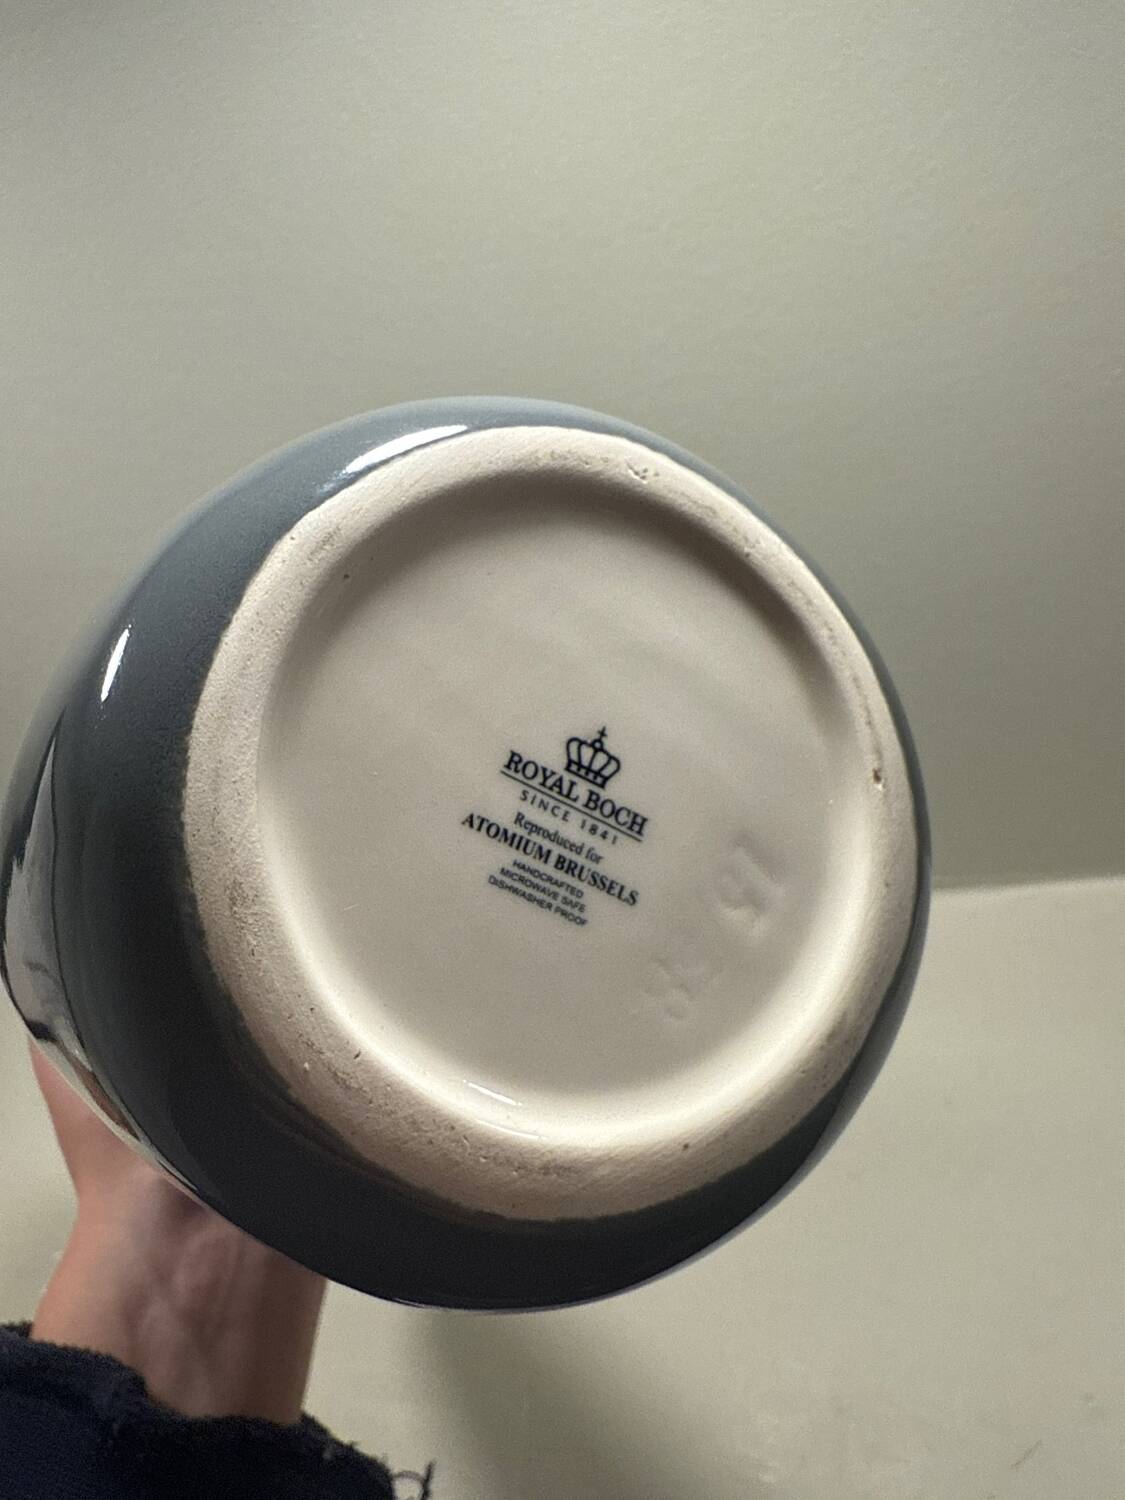 ROYAL BOCH
SINCE 1841
Reproduced for
ATOMIUM BRUSSELS
HANDCRAFTED
MICROWAVE SAFE
DISHWASHER PROOF